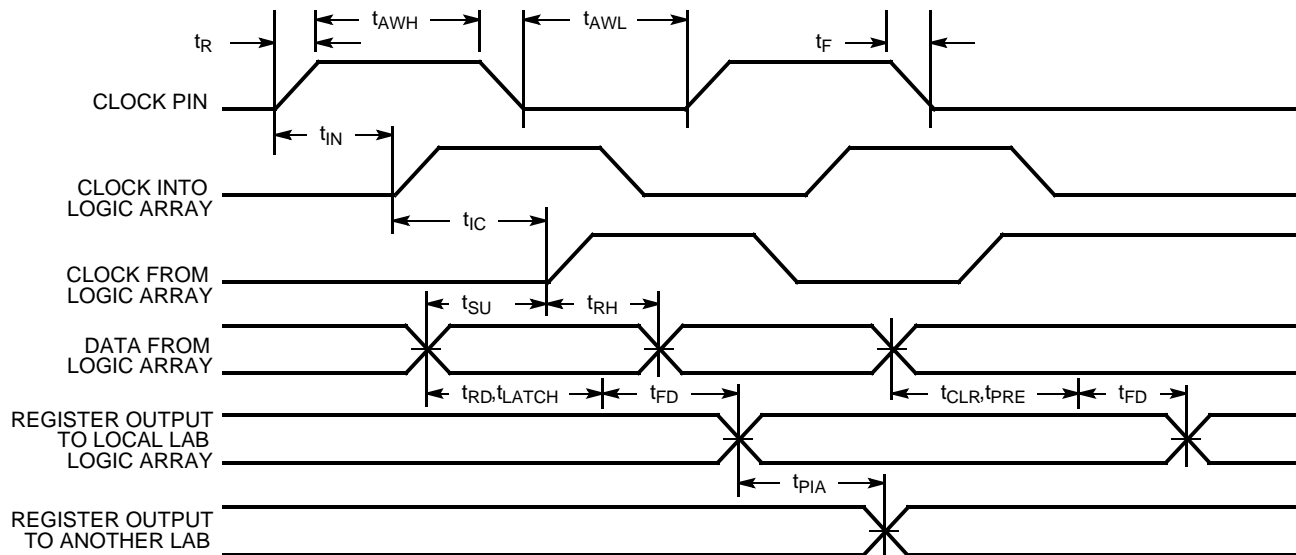 tAWH
tAWL
tR
tF
CLOCK PIN
tIN
CLOCK INTO
LOGIC ARRAY
tIC
CLOCK FROM
LOGIC ARRAY
tSU
tRH
DATA FROM
LOGIC ARRAY
tRD,tLATCH
tFD
tCLR,tPRE
tFD
REGISTER OUTPUT
TO LOCAL LAB
LOGIC ARRAY
tPIA
REGISTER OUTPUT
TO ANOTHER LAB